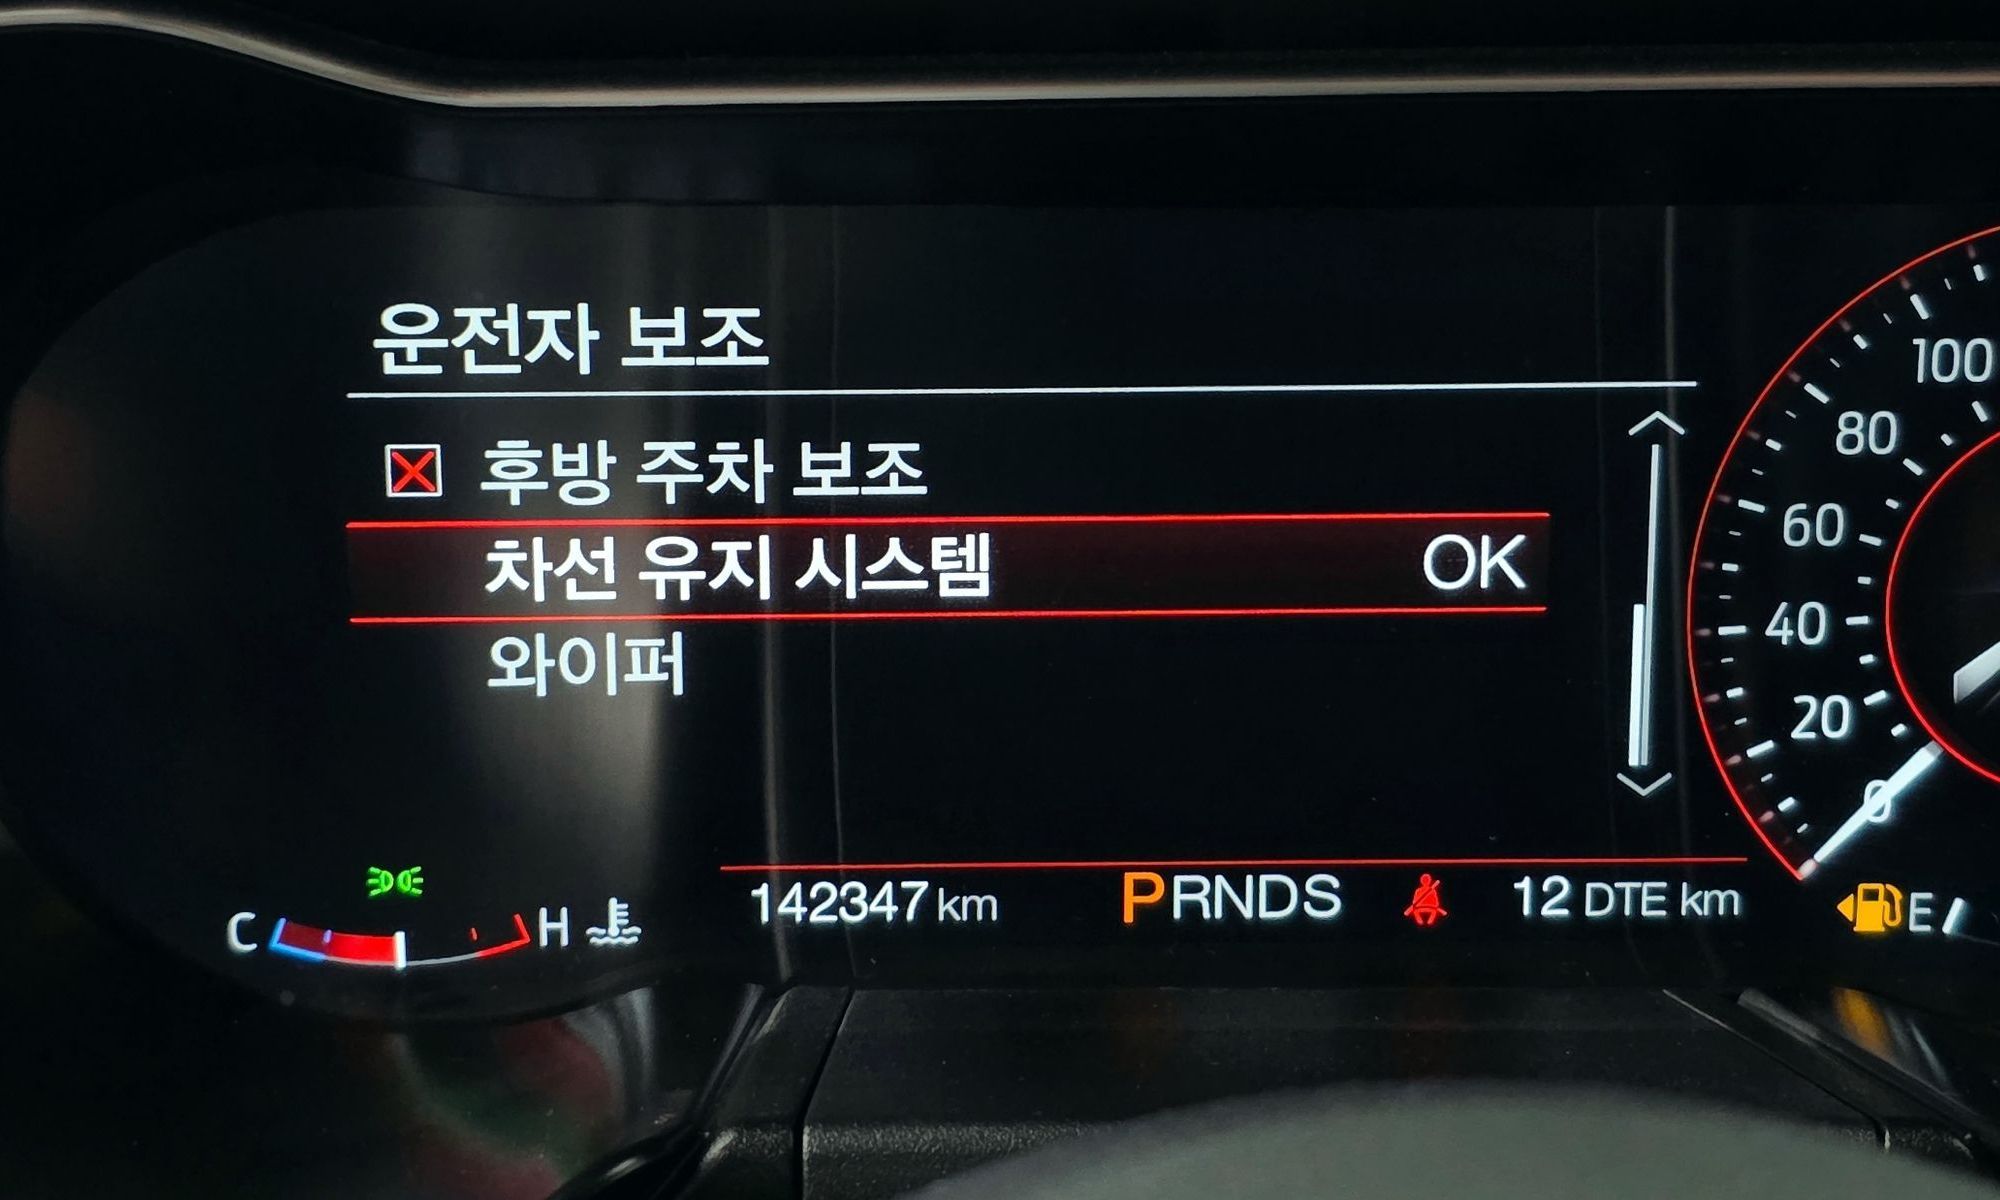 운전자 보조
후방 주차 보조
차선 유지 시스템 OK
와이퍼
100
80
60
40
20
0
C H
142347 km PRNDS 12 DTE km E